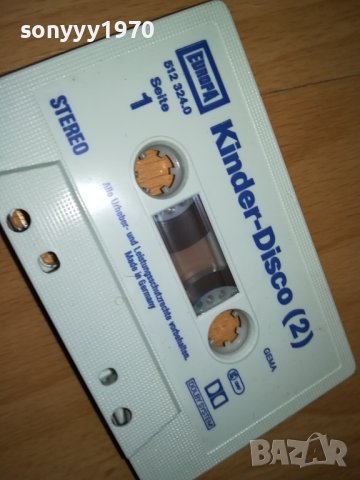 sonyyy1970
EUROPA
512 324.0
Seite
1
STEREO
Kinder-Disco (2)
Alle Urheber- und Leistungsschutzrechte vorbehalten.
Made in Germany
GEMA
DOLBY SYSTEM
BAZAR